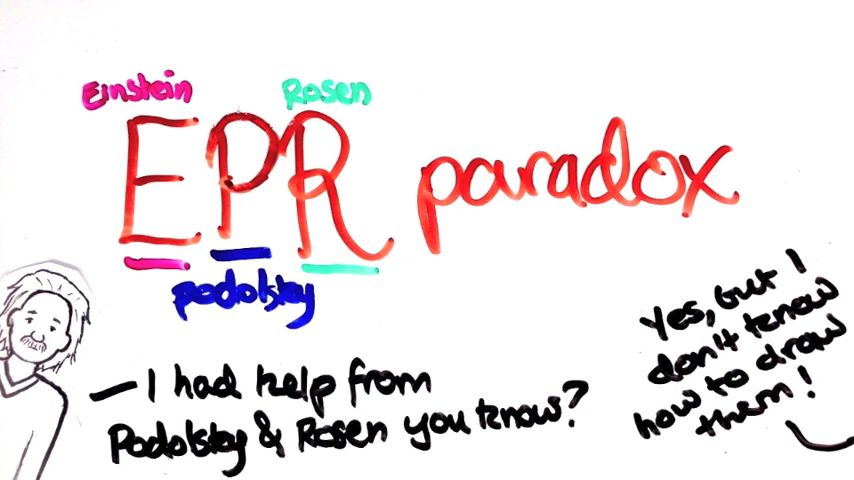 Einstein
Rosen
EPR paradox
podolsky
— I had help from
Podolsky & Rosen you know?
Yes, but I
don't know
how to draw
them!